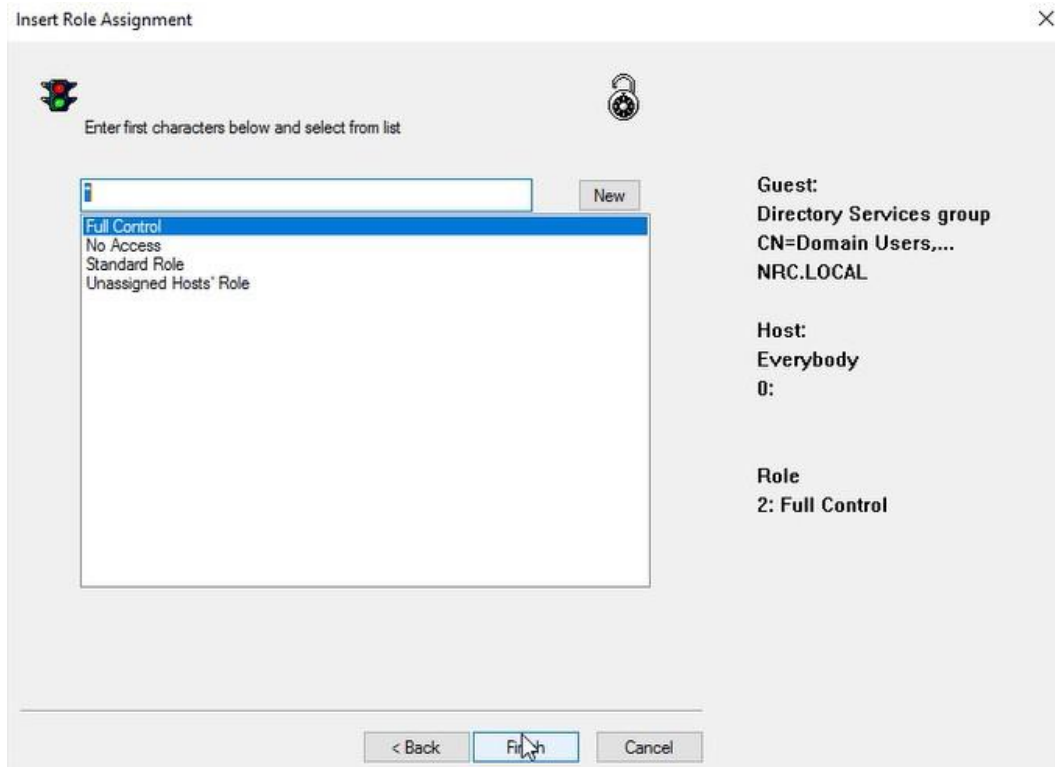 Insert Role Assignment
Enter first characters below and select from list
New
Full Control
No Access
Standard Role
Unassigned Hosts' Role
Guest:
Directory Services group
CN=Domain Users,...
NRC.LOCAL
Host:
Everybody
0:
Role
2: Full Control
< Back
Cancel